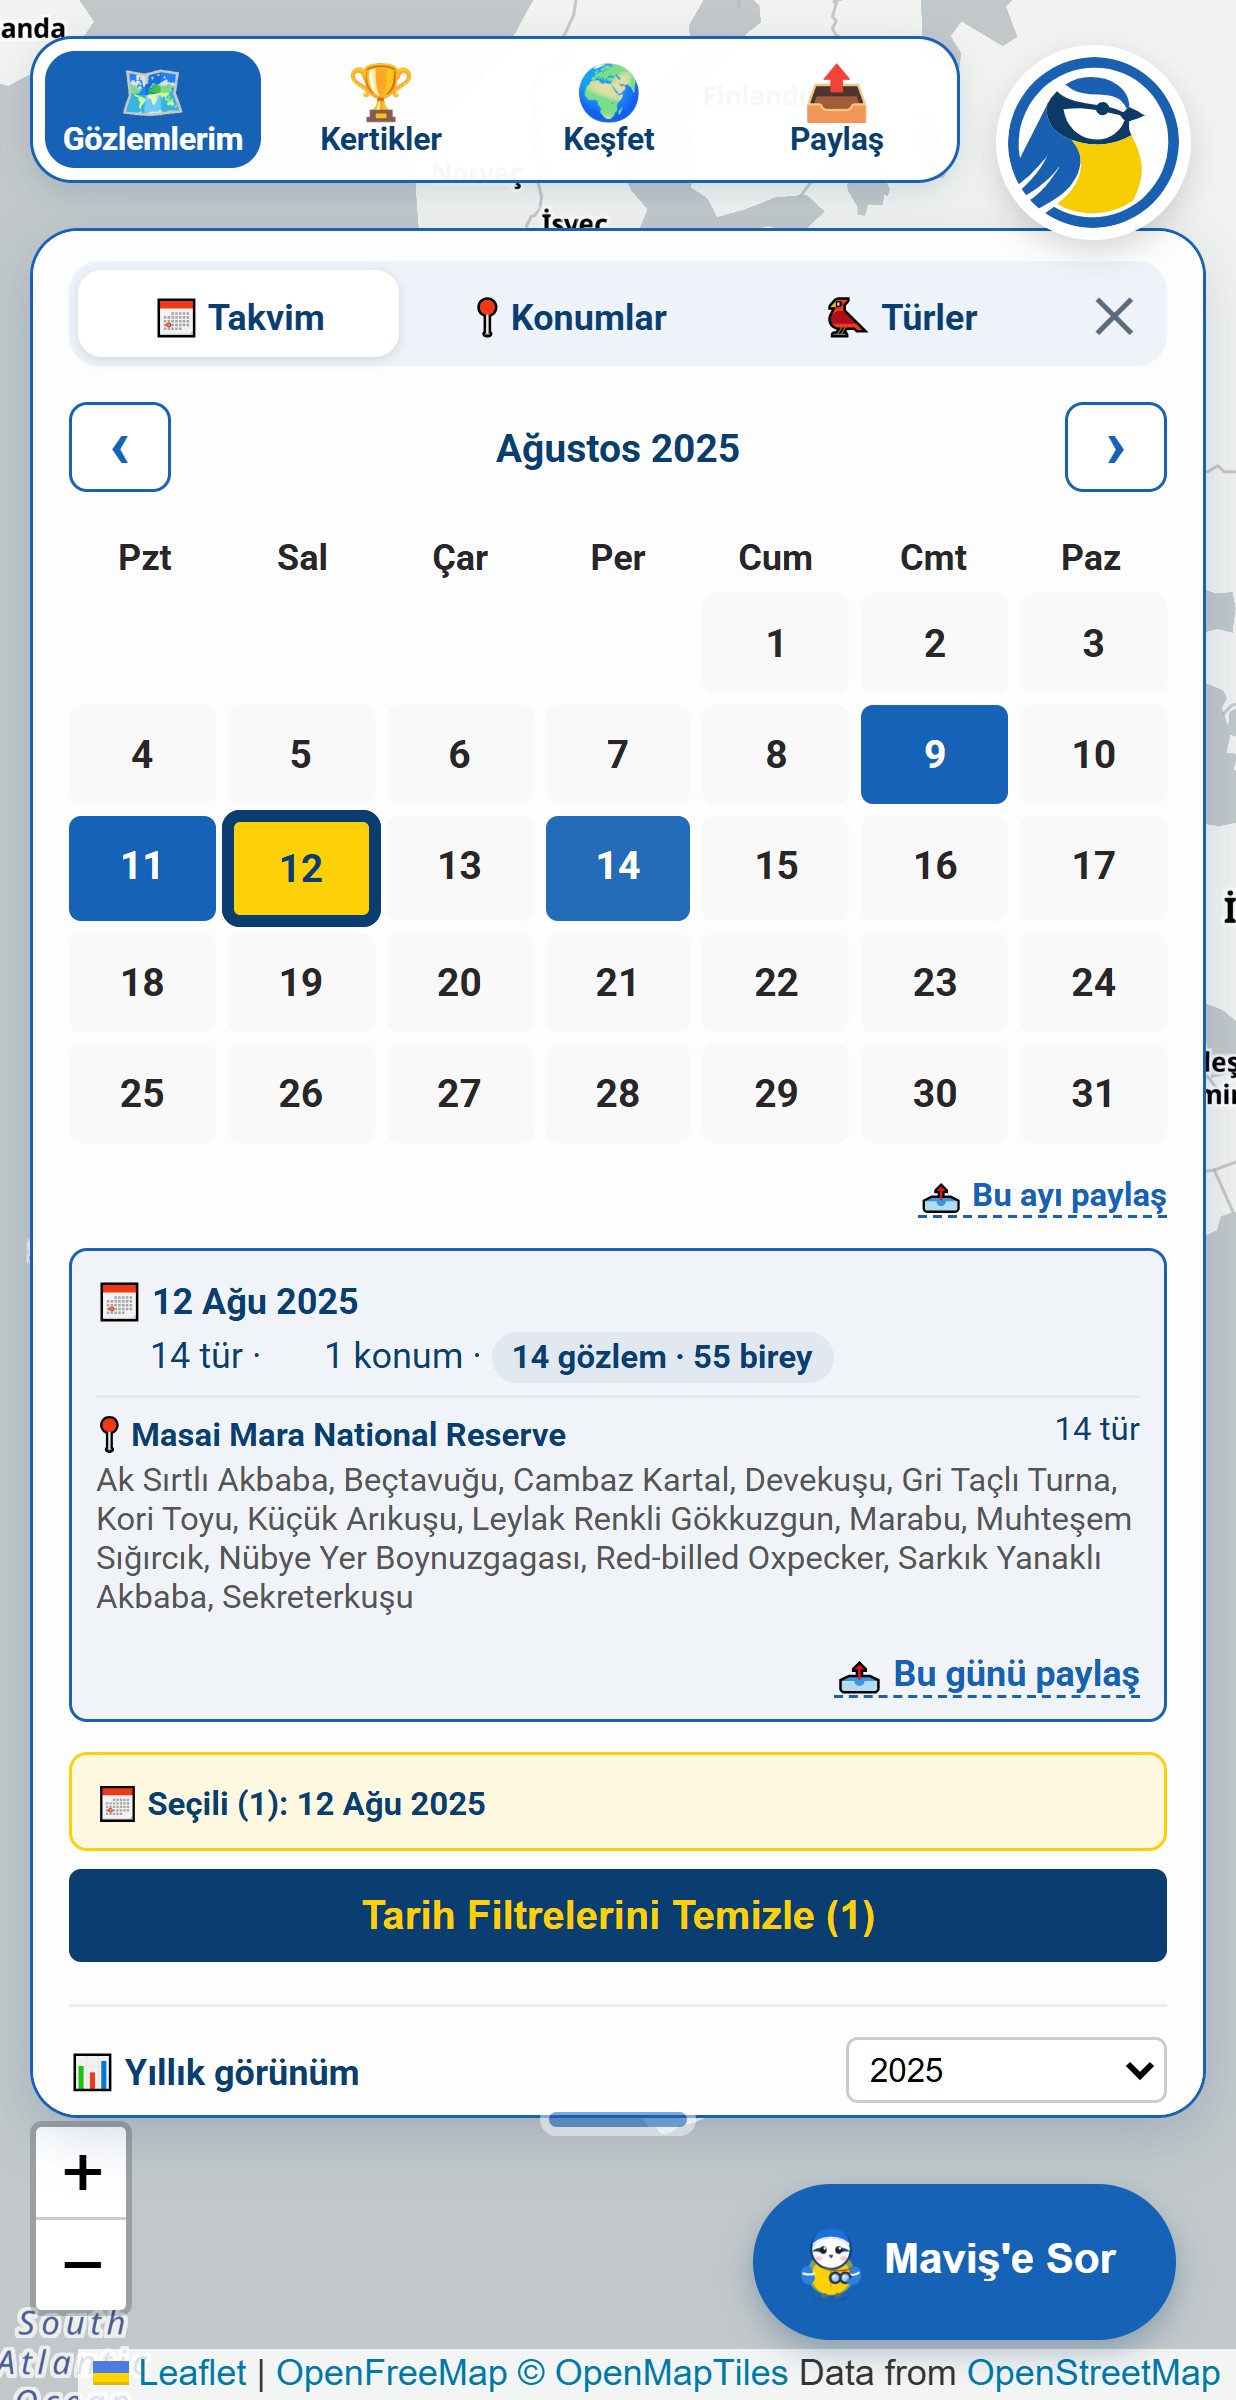 anda
Gözlemlerim
Kertikler
Keşfet
Paylaş
Finlandi
Norveç
İsveç
Takvim
Konumlar
Türler
Ağustos 2025
Pzt Sal Çar Per Cum Cmt Paz
1 2 3
4 5 6 7 8 9 10
11 12 13 14 15 16 17
18 19 20 21 22 23 24
25 26 27 28 29 30 31
Bu ayı paylaş
12 Ağu 2025
14 tür · 1 konum · 14 gözlem · 55 birey
Masai Mara National Reserve 14 tür
Ak Sırtlı Akbaba, Beçtavuğu, Cambaz Kartal, Devekuşu, Gri Taçlı Turna,
Kori Toyu, Küçük Arıkuşu, Leylak Renkli Gökkuzgun, Marabu, Muhteşem
Sığırcık, Nübye Yer Boynuzgagası, Red-billed Oxpecker, Sarkık Yanaklı
Akbaba, Sekreterkuşu
Bu günü paylaş
Seçili (1): 12 Ağu 2025
Tarih Filtrelerini Temizle (1)
Yıllık görünüm
2025
+
−
Maviş'e Sor
South
Atlantic
Ocean
Leaflet | OpenFreeMap © OpenMapTiles Data from OpenStreetMap